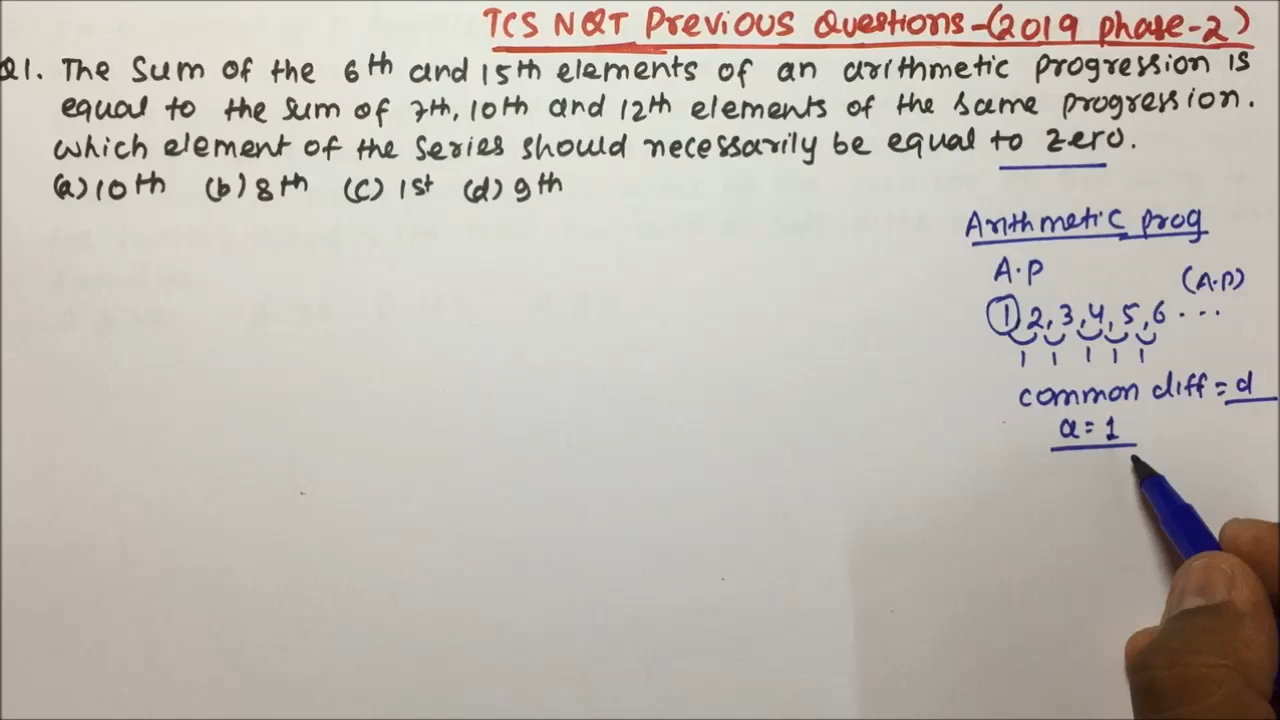 TCS NQT Previous Questions-(2019 phase-2)
Q1. The Sum of the 6th and 15th elements of an arithmetic progression is
equal to the sum of 7th, 10th and 12th elements of the same progression.
which element of the series should necessarily be equal to zero.
(a) 10th (b) 8th (c) 1st (d) 9th
Arithmetic prog
A.P
(A.P)
1, 2, 3, 4, 5, 6 ...
1 1 1 1 1
common diff = d
a = 1